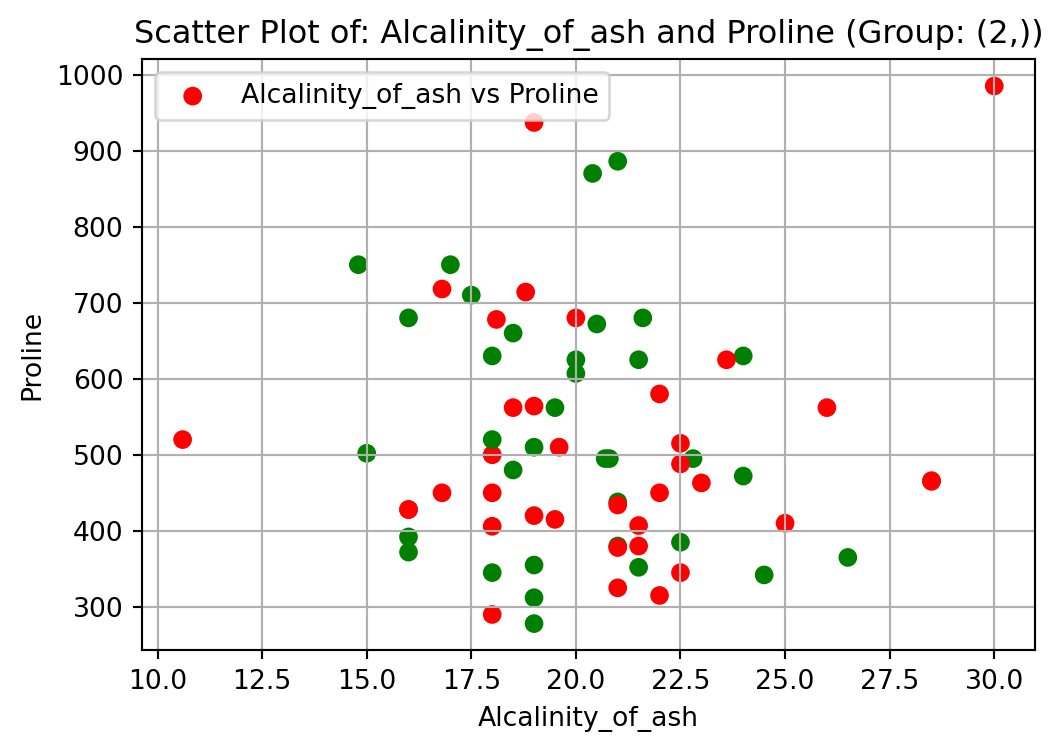 Scatter Plot of: Alcalinity_of_ash and Proline (Group: (2,))
Alcalinity_of_ash vs Proline
1000
900
800
700
600
500
400
300
Proline
10.0 12.5 15.0 17.5 20.0 22.5 25.0 27.5 30.0
Alcalinity_of_ash